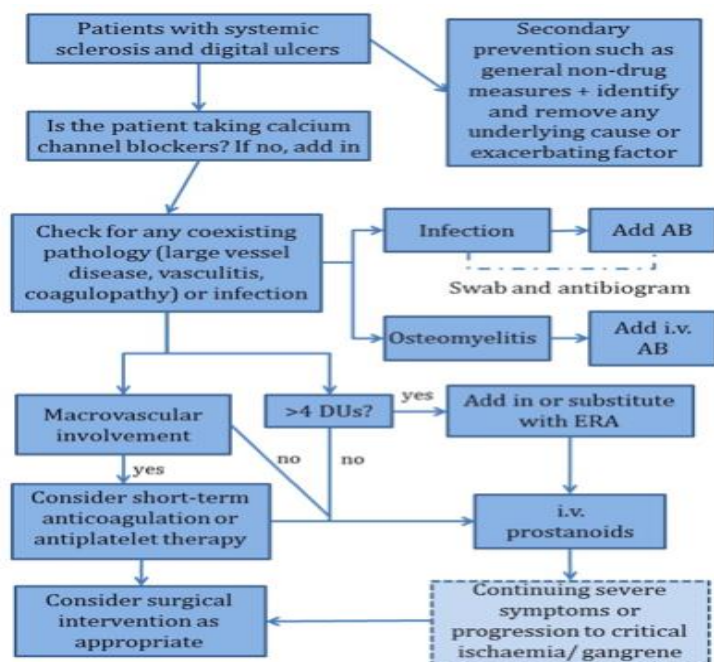 Patients with systemic
sclerosis and digital ulcers
Secondary
prevention such as
general non-drug
measures + identify
and remove any
underlying cause or
exacerbating factor
Is the patient taking calcium
channel blockers? If no, add in
Check for any coexisting
pathology (large vessel
disease, vasculitis,
coagulopathy) or infection
Infection
Add AB
Swab and antibiogram
Osteomyelitis
Add i.v.
AB
Macrovascular
involvement
>4 DUs?
yes
Add in or substitute
with ERA
no
no
yes
Consider short-term
anticoagulation or
antiplatelet therapy
i.v.
prostanoids
Consider surgical
intervention as
appropriate
Continuing severe
symptoms or
progression to critical
ischaemia/ gangrene